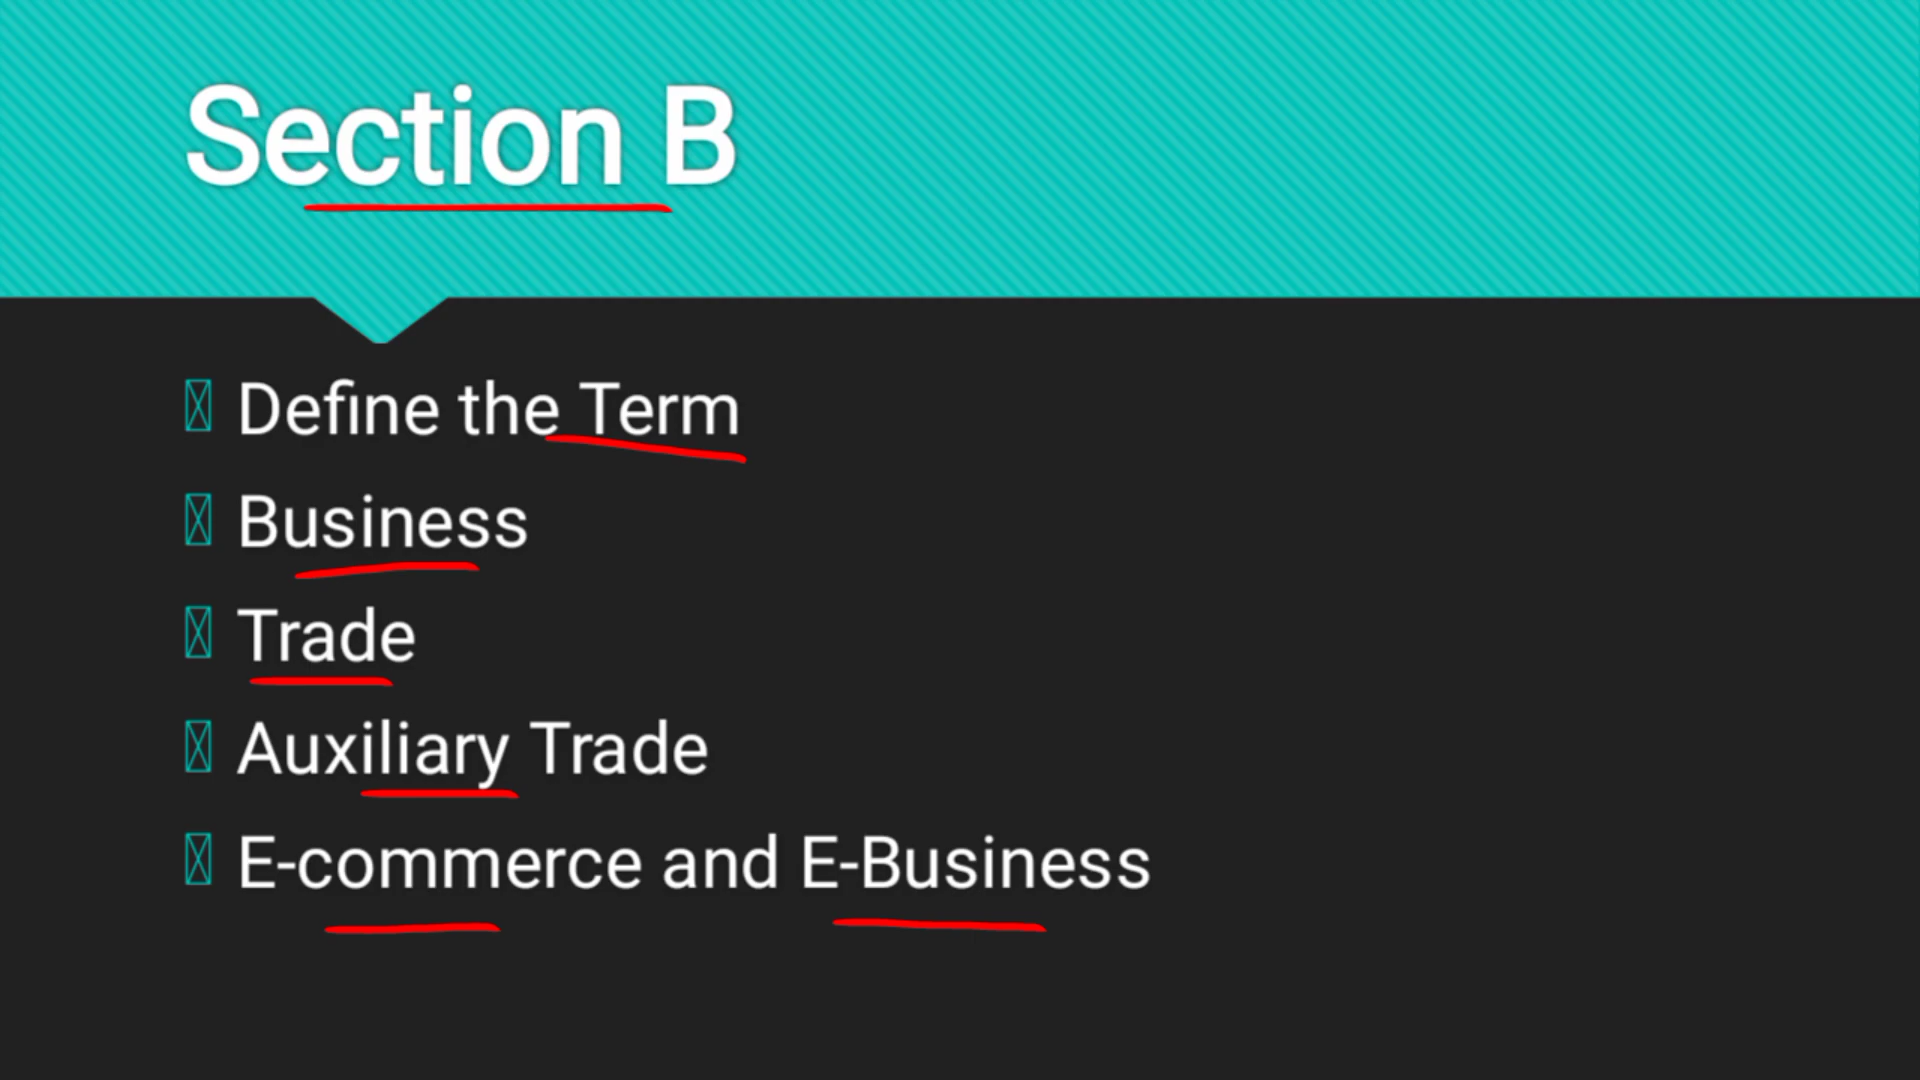 Section B
Define the Term
Business
Trade
Auxiliary Trade
E-commerce and E-Business